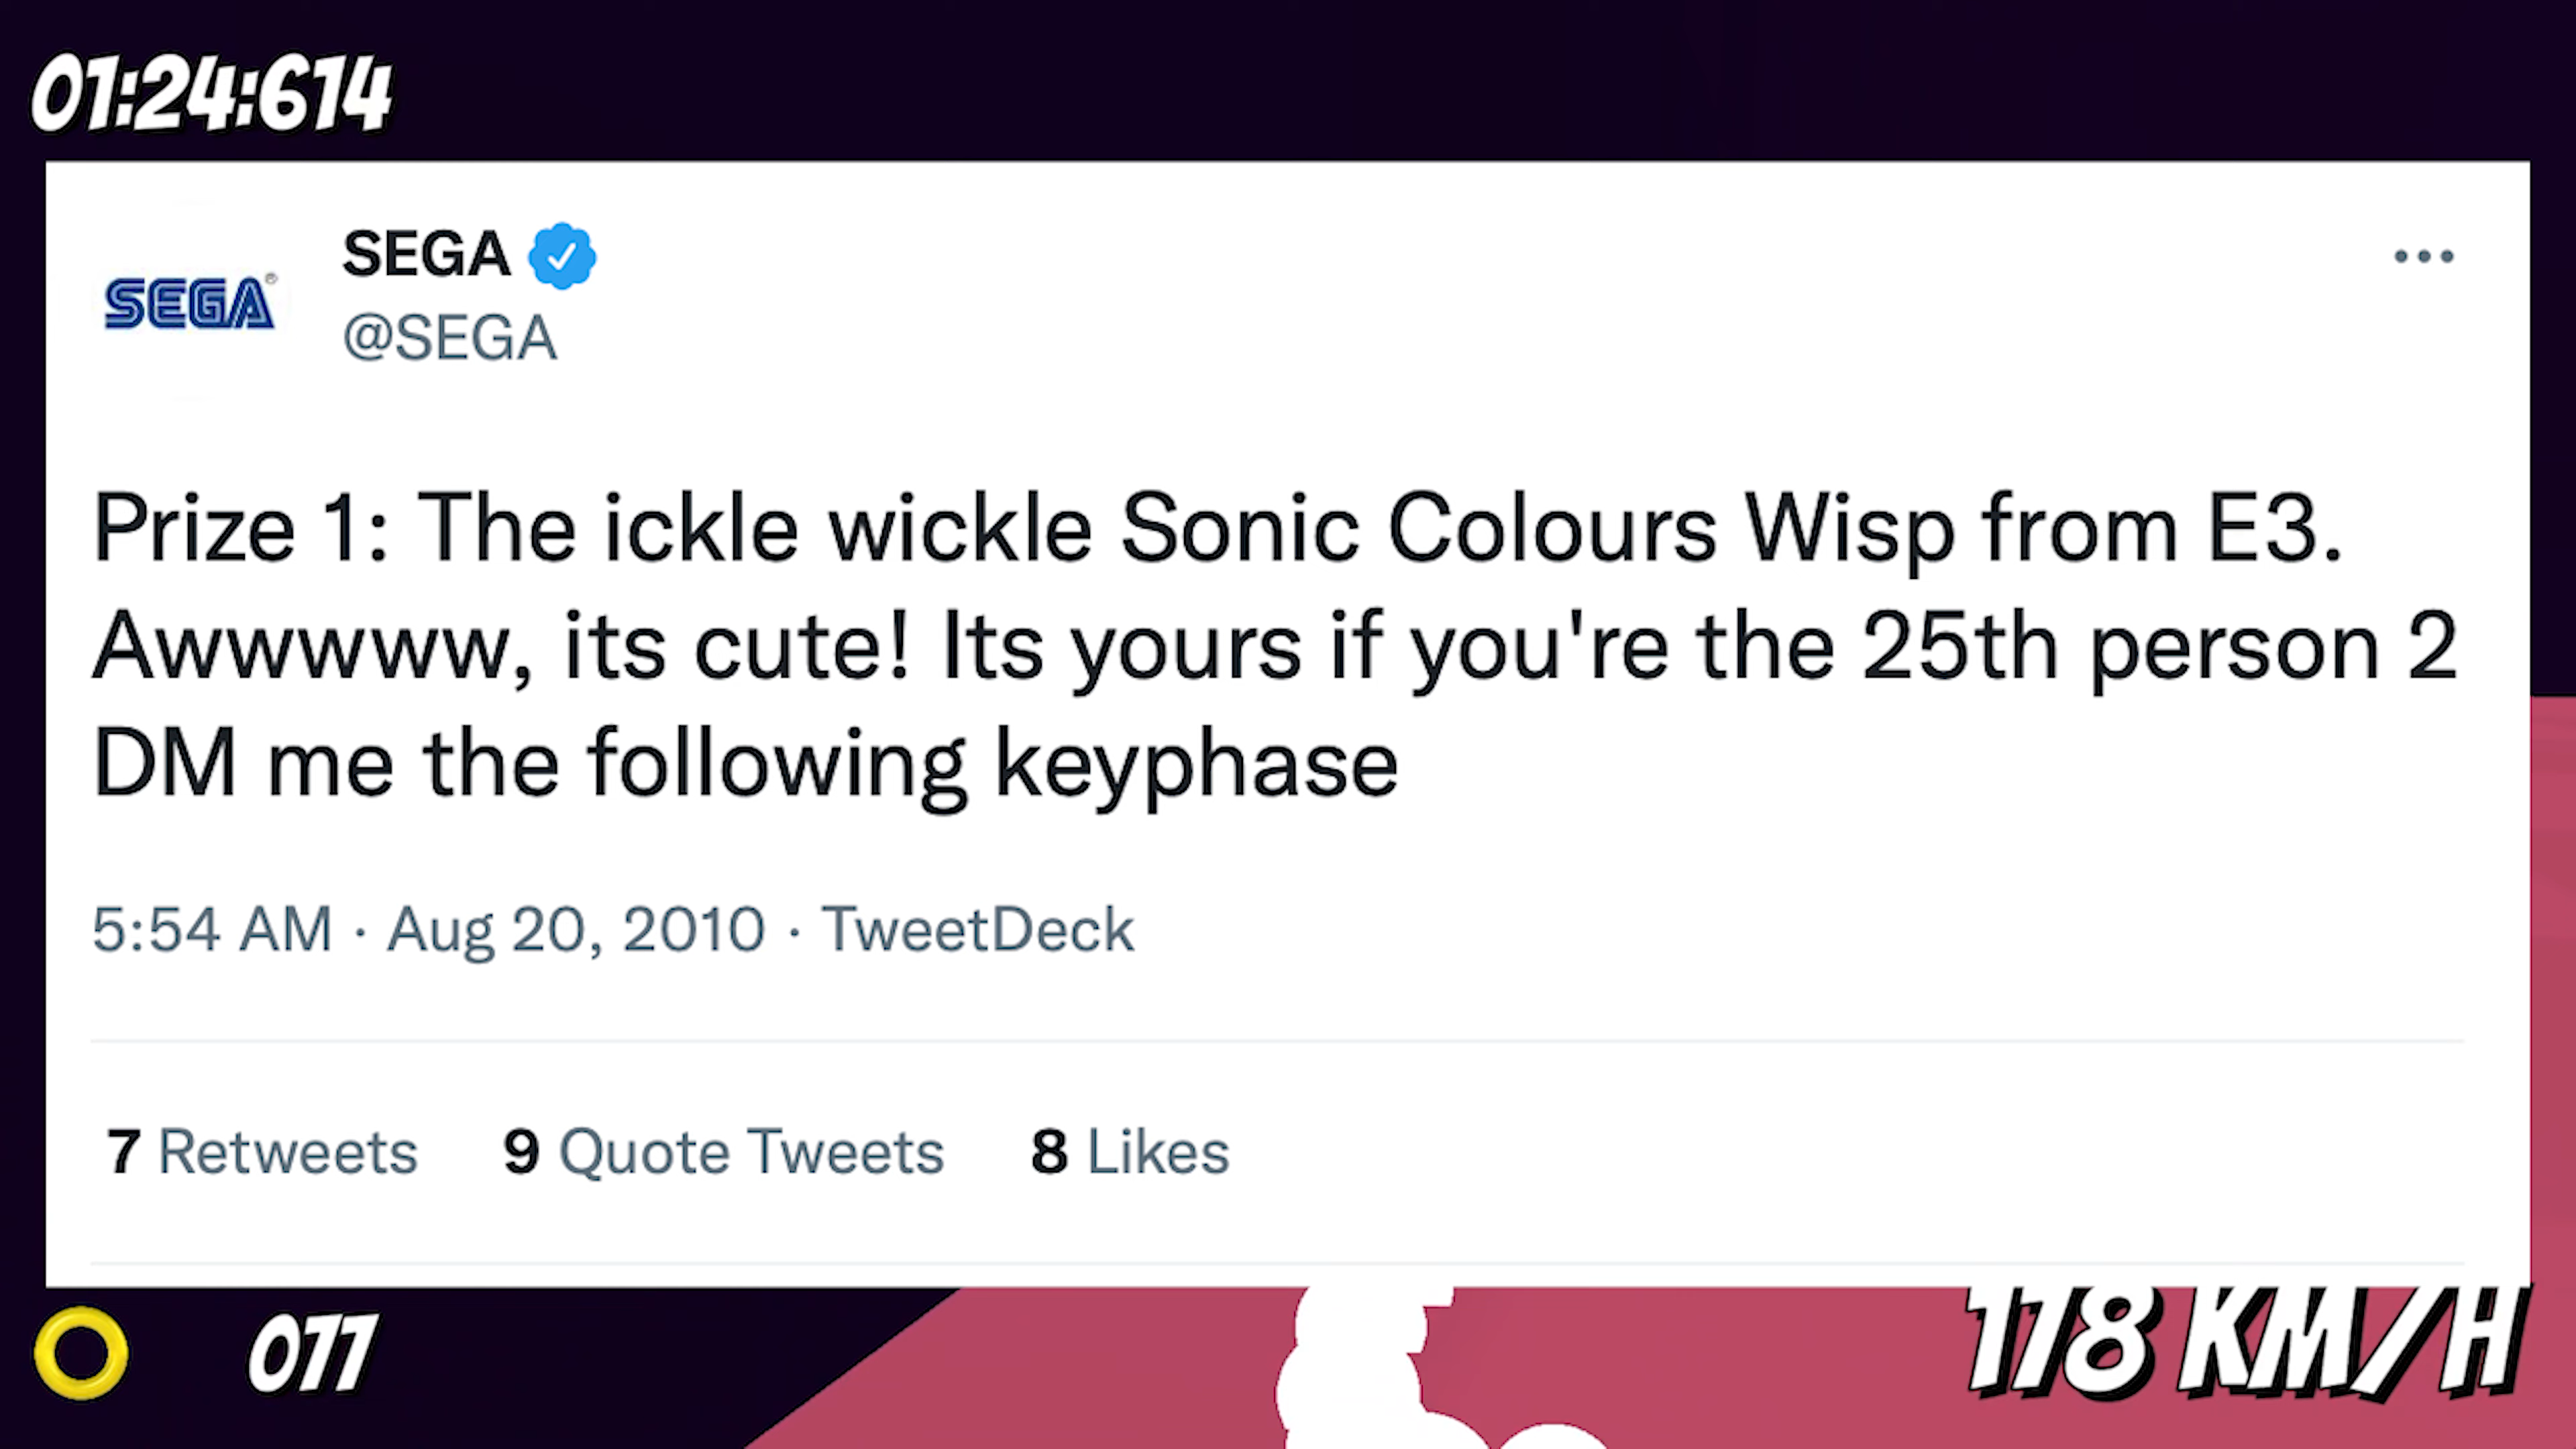 01:24:614
SEGA
@SEGA
SEGA®
Prize 1: The ickle wickle Sonic Colours Wisp from E3.
Awwwww, its cute! Its yours if you're the 25th person 2
DM me the following keyphase
5:54 AM · Aug 20, 2010 · TweetDeck
7 Retweets 9 Quote Tweets 8 Likes
077
118 KM/H